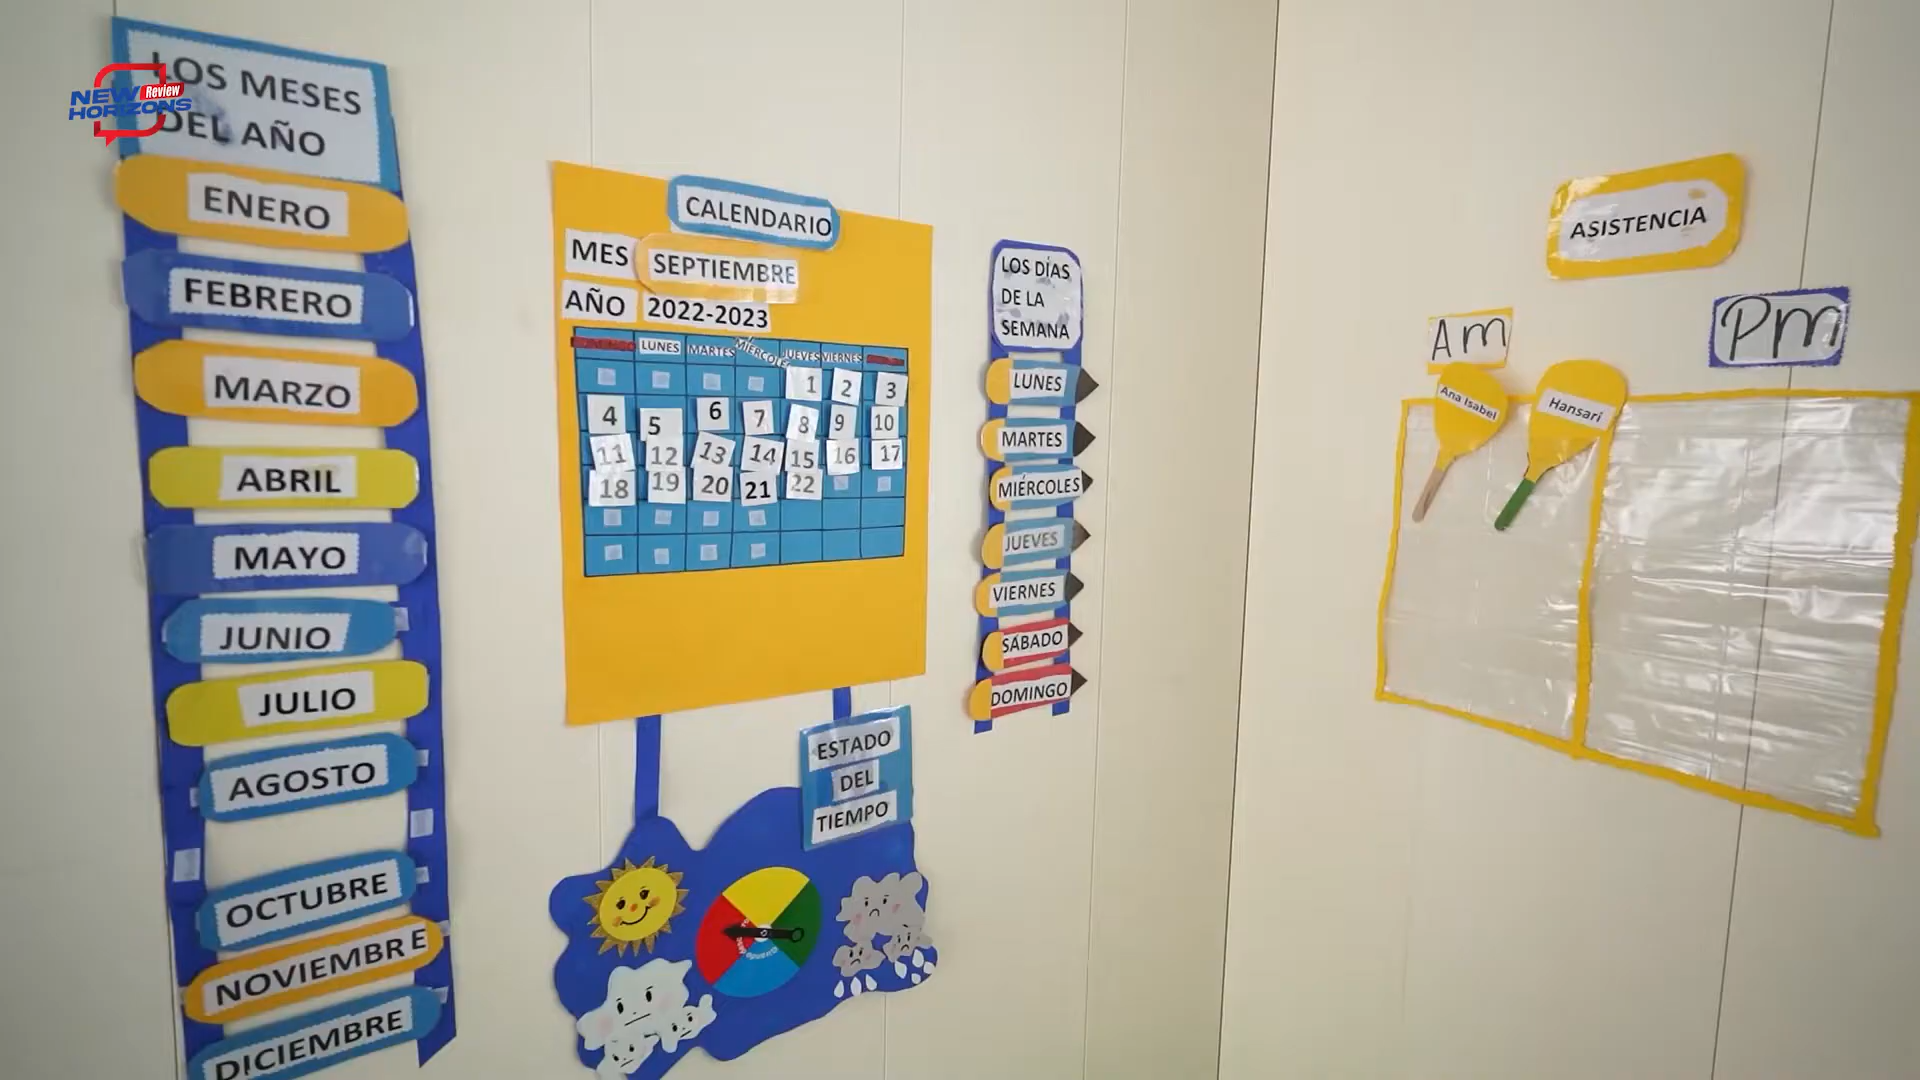 NEW Review
HORIZONS
LOS MESES
DEL AÑO
ENERO
FEBRERO
MARZO
ABRIL
MAYO
JUNIO
JULIO
AGOSTO
OCTUBRE
NOVIEMBRE
DICIEMBRE
CALENDARIO
MES SEPTIEMBRE
AÑO 2022-2023
DOMINGO LUNES MARTES MIERCOLES JUEVES VIERNES
1 2 3
4 5 6 7 8 9 10
11 12 13 14 15 16 17
18 19 20 21 22
ESTADO
DEL
TIEMPO
LOS DÍAS
DE LA
SEMANA
LUNES
MARTES
MIÉRCOLES
JUEVES
VIERNES
SÁBADO
DOMINGO
ASISTENCIA
Am
Pm
Ana Isabel
Hansari